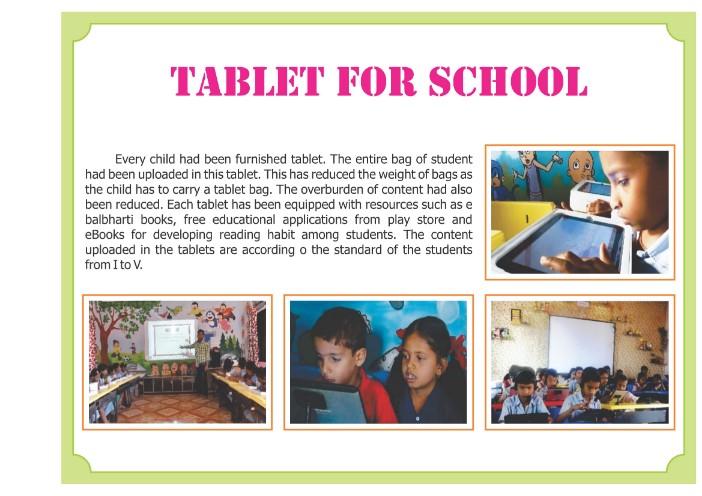 TABLET FOR SCHOOL
Every child had been furnished tablet. The entire bag of student
had been uploaded in this tablet. This has reduced the weight of bags as
the child has to carry a tablet bag. The overburden of content had also
been reduced. Each tablet has been equipped with resources such as e
balbharti books, free educational applications from play store and
eBooks for developing reading habit among students. The content
uploaded in the tablets are according o the standard of the students
from I to V.